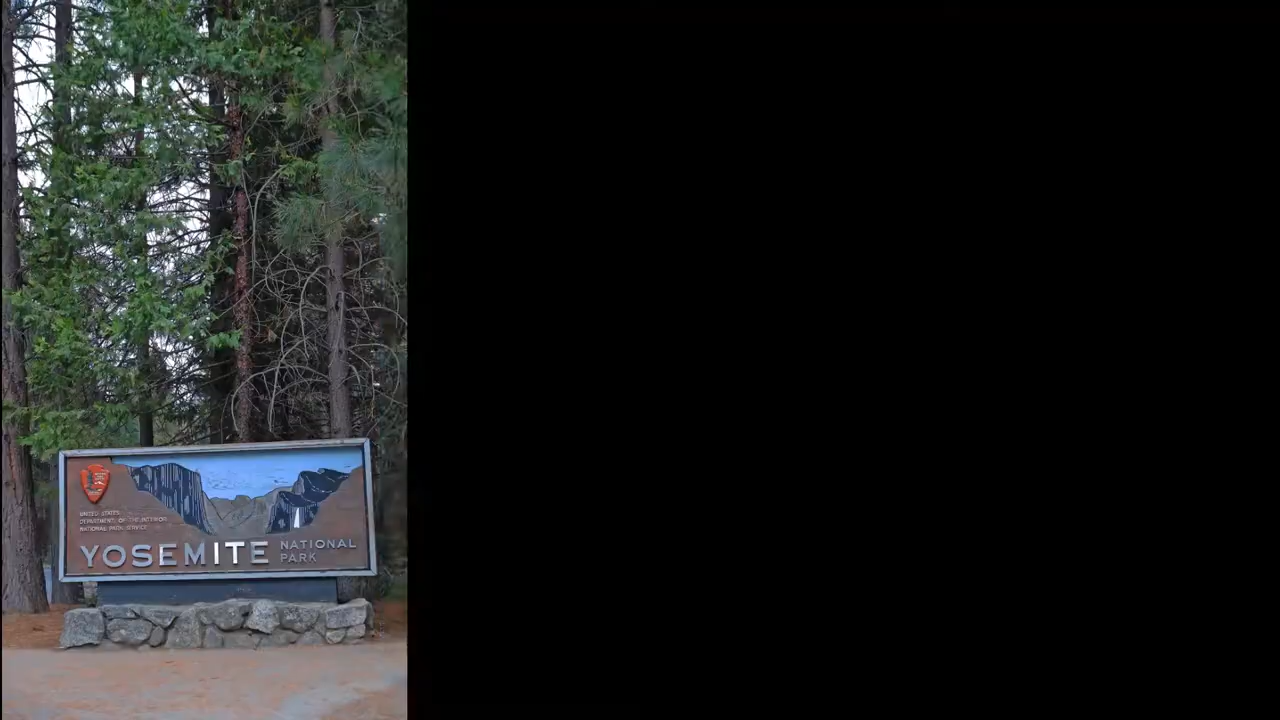 UNITED STATES
DEPARTMENT OF THE INTERIOR
NATIONAL PARK SERVICE
YOSEMITE NATIONAL
PARK